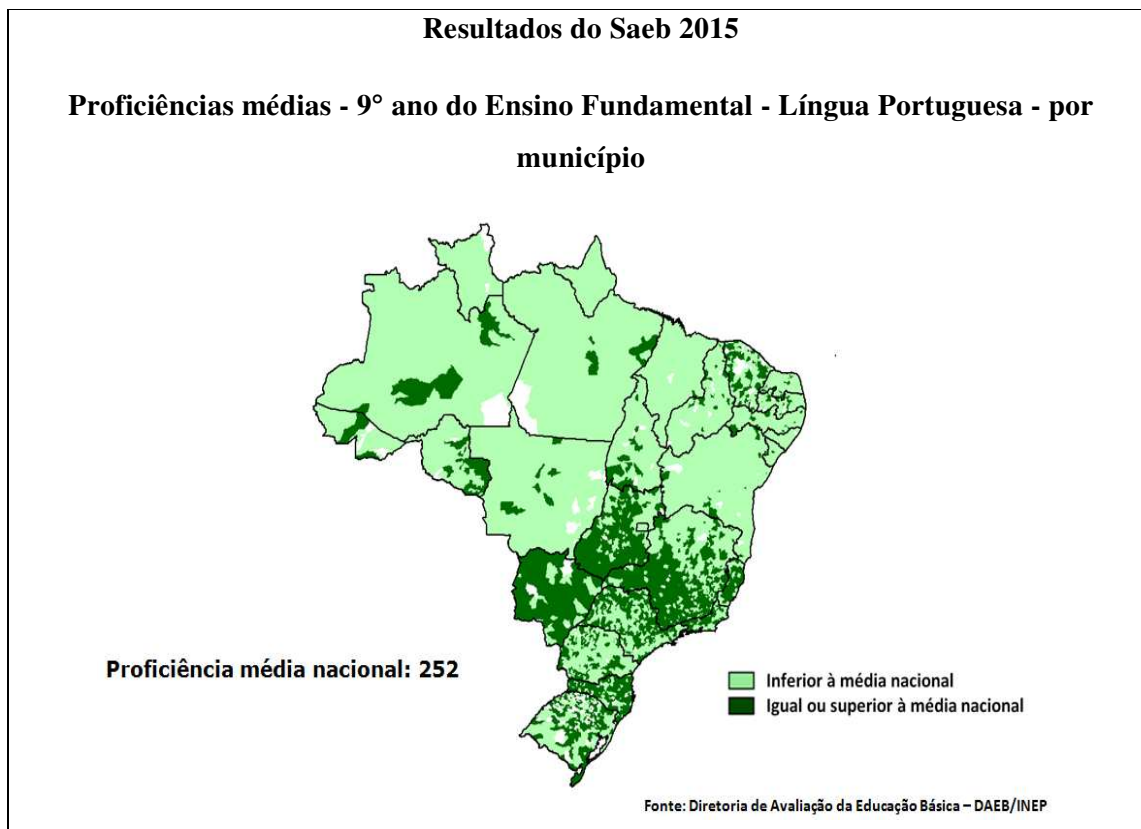 Resultados do Saeb 2015
Proficiências médias - 9° ano do Ensino Fundamental - Língua Portuguesa - por
município
Proficiência média nacional: 252
Inferior à média nacional
Igual ou superior à média nacional
Fonte: Diretoria de Avaliação da Educação Básica – DAEB/INEP